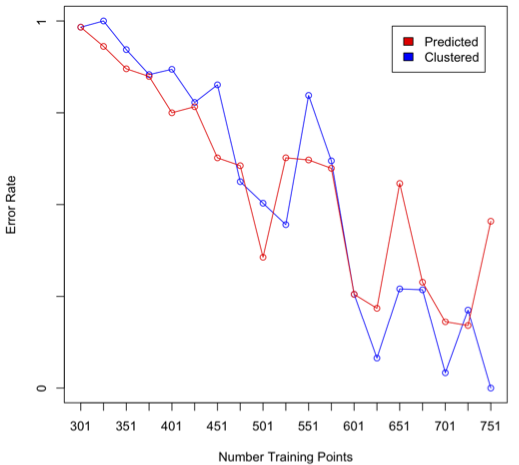 1
Predicted
Clustered
Error Rate
0
301 351 401 451 501 551 601 651 701 751
Number Training Points